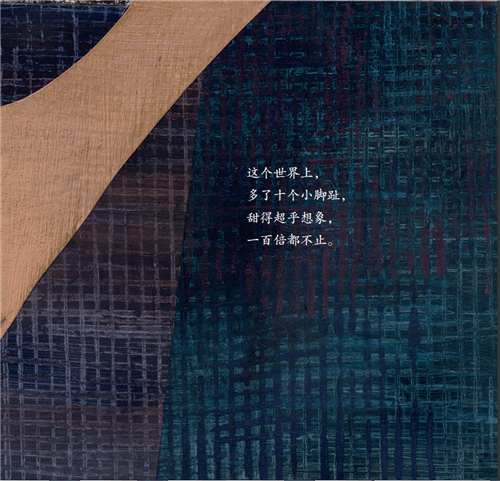 这个世界上，
多了十个小脚趾，
甜得超乎想象，
一百倍都不止。